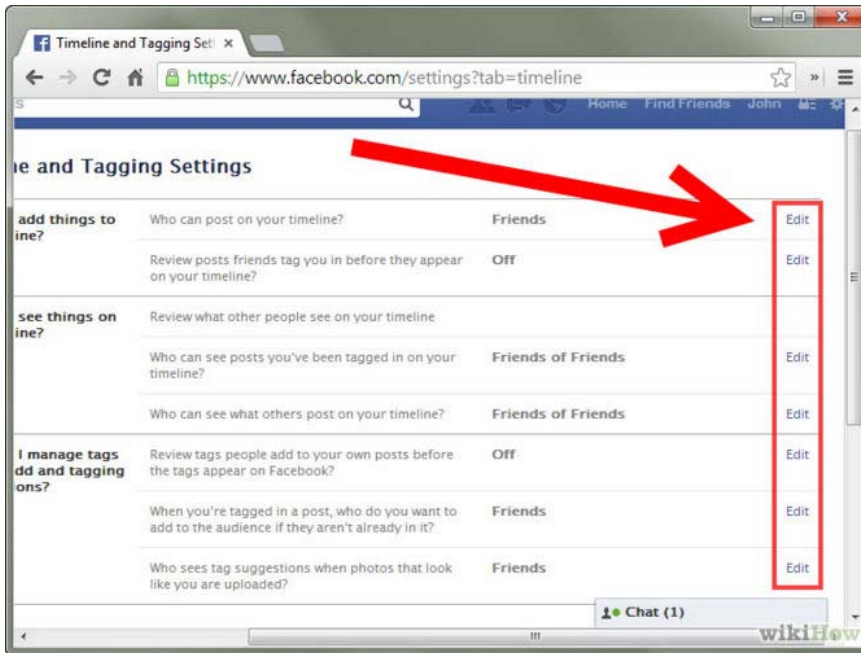 Timeline and Tagging Set
https://www.facebook.com/settings?tab=timeline
s
Home Find Friends John
ne and Tagging Settings
add things to
ine?
Who can post on your timeline?
Friends
Edit
Review posts friends tag you in before they appear
on your timeline?
Off
Edit
see things on
ine?
Review what other people see on your timeline
Who can see posts you've been tagged in on your
timeline?
Friends of Friends
Edit
Who can see what others post on your timeline?
Friends of Friends
Edit
I manage tags
dd and tagging
ons?
Review tags people add to your own posts before
the tags appear on Facebook?
Off
Edit
When you're tagged in a post, who do you want to
add to the audience if they aren't already in it?
Friends
Edit
Who sees tag suggestions when photos that look
like you are uploaded?
Friends
Edit
Chat (1)
wikiHow